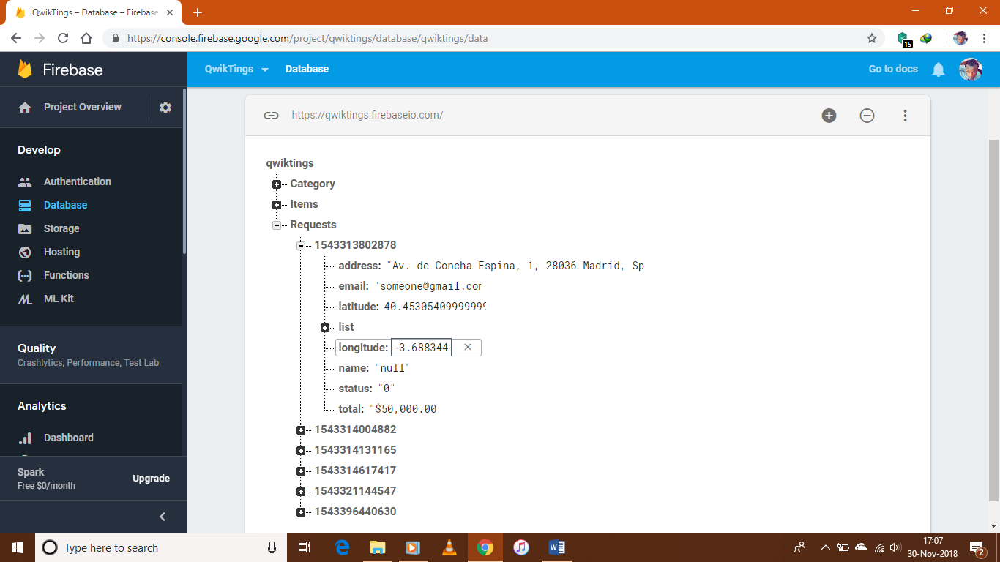 QwikTings – Database – Firebase
https://console.firebase.google.com/project/qwiktings/database/qwiktings/data
15
Firebase
QwikTings
Database
Go to docs
Project Overview
https://qwiktings.firebaseio.com/
Develop
Authentication
Database
Storage
Hosting
Functions
ML Kit
Quality
Crashlytics, Performance, Test Lab
Analytics
Dashboard
Spark
Free $0/month
Upgrade
qwiktings
Category
Items
Requests
1543313802878
address: "Av. de Concha Espina, 1, 28036 Madrid, Sp
email: "someone@gmail.com
latitude: 40.45305409999999
list
longitude: -3.688344
name: "null"
status: "0"
total: "$50,000.00
1543314004882
1543314131165
1543314617417
1543321144547
1543396440630
Type here to search
17:07
30-Nov-2018
2